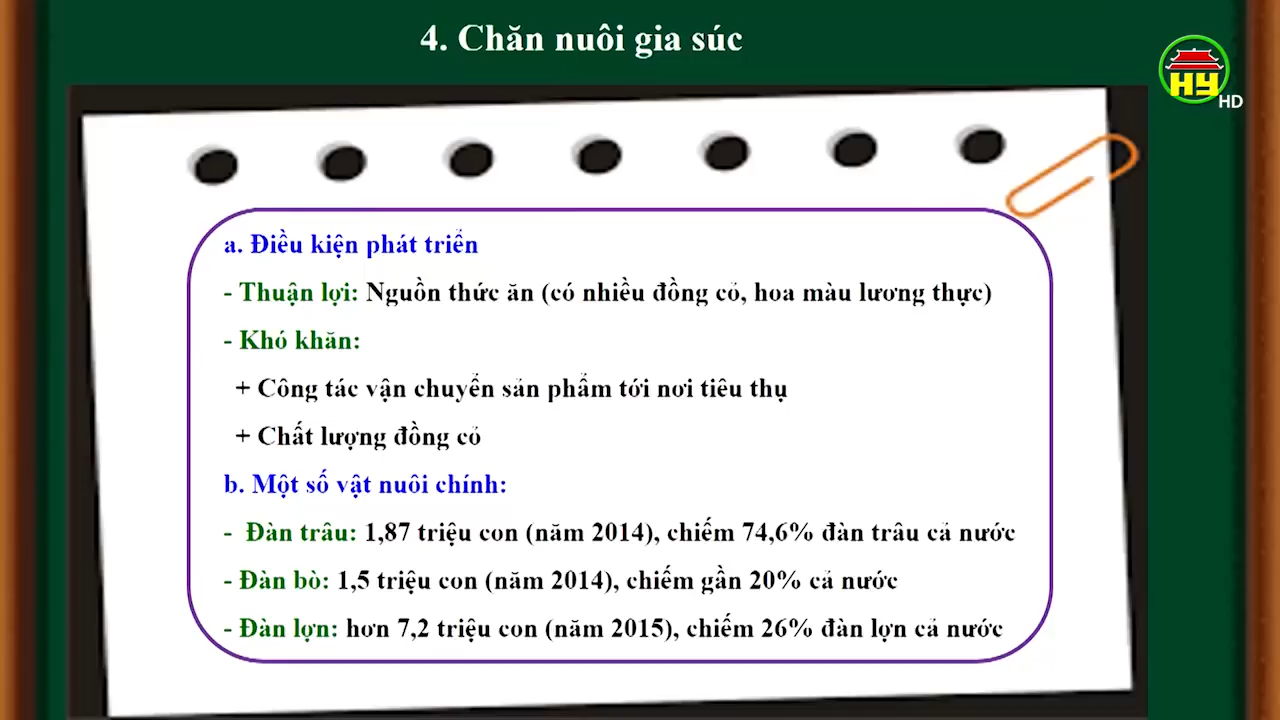 4. Chăn nuôi gia súc
HY
HD
a. Điều kiện phát triển
- Thuận lợi: Nguồn thức ăn (có nhiều đồng cỏ, hoa màu lương thực)
- Khó khăn:
+ Công tác vận chuyển sản phẩm tới nơi tiêu thụ
+ Chất lượng đồng cỏ
b. Một số vật nuôi chính:
- Đàn trâu: 1,87 triệu con (năm 2014), chiếm 74,6% đàn trâu cả nước
- Đàn bò: 1,5 triệu con (năm 2014), chiếm gần 20% cả nước
- Đàn lợn: hơn 7,2 triệu con (năm 2015), chiếm 26% đàn lợn cả nước